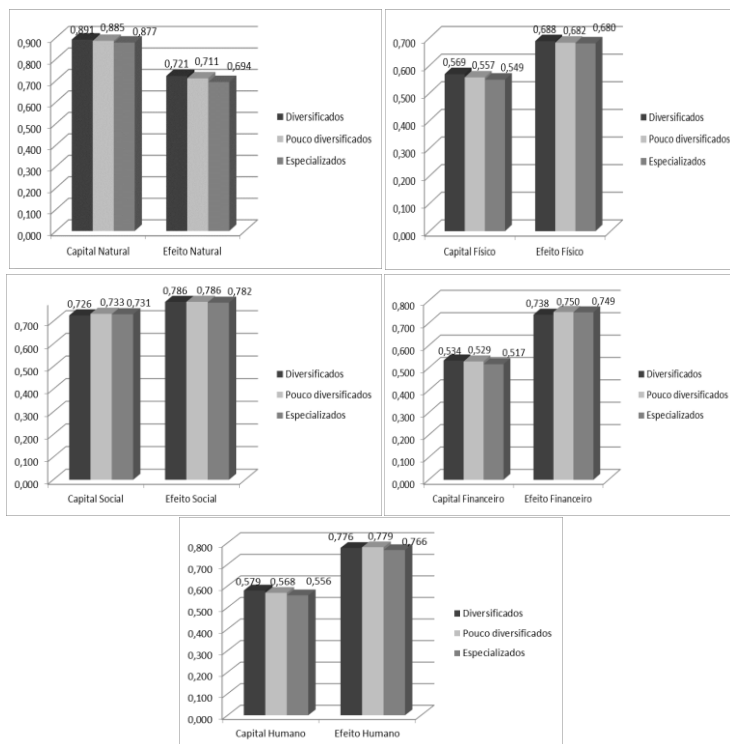 0,891 0,885 0,877
0,721 0,711 0,694
0,900
0,800
0,700
0,600
0,500
0,400
0,300
0,200
0,100
0,000
Capital Natural Efeito Natural
Diversificados
Pouco diversificados
Especializados
0,688 0,682 0,680
0,569 0,557 0,549
0,700
0,600
0,500
0,400
0,300
0,200
0,100
0,000
Capital Físico Efeito Físico
Diversificados
Pouco diversificados
Especializados
0,786 0,786 0,782
0,726 0,733 0,731
0,700
0,600
0,500
0,400
0,300
0,200
0,100
0,000
Capital Social Efeito Social
Diversificados
Pouco diversificados
Especializados
0,738 0,750 0,749
0,534 0,529 0,517
0,800
0,700
0,600
0,500
0,400
0,300
0,200
0,100
0,000
Capital Financeiro Efeito Financeiro
Diversificados
Pouco diversificados
Especializados
0,776 0,779 0,766
0,579 0,568 0,556
0,800
0,700
0,600
0,500
0,400
0,300
0,200
0,100
0,000
Capital Humano Efeito Humano
Diversificados
Pouco diversificados
Especializados